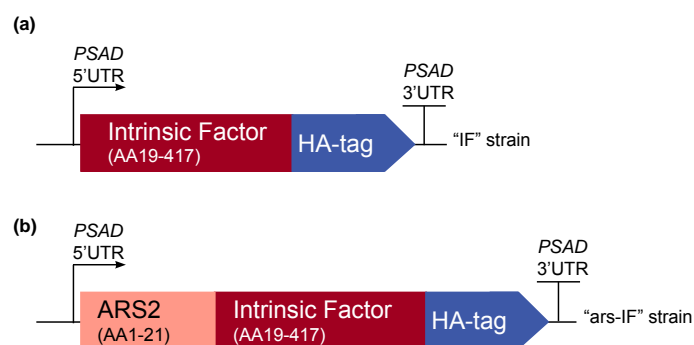 (a)
PSAD
5'UTR
PSAD
3'UTR
Intrinsic Factor
(AA19-417)
HA-tag
“IF” strain
(b)
PSAD
5'UTR
PSAD
3'UTR
ARS2
(AA1-21)
Intrinsic Factor
(AA19-417)
HA-tag
“ars-IF” strain